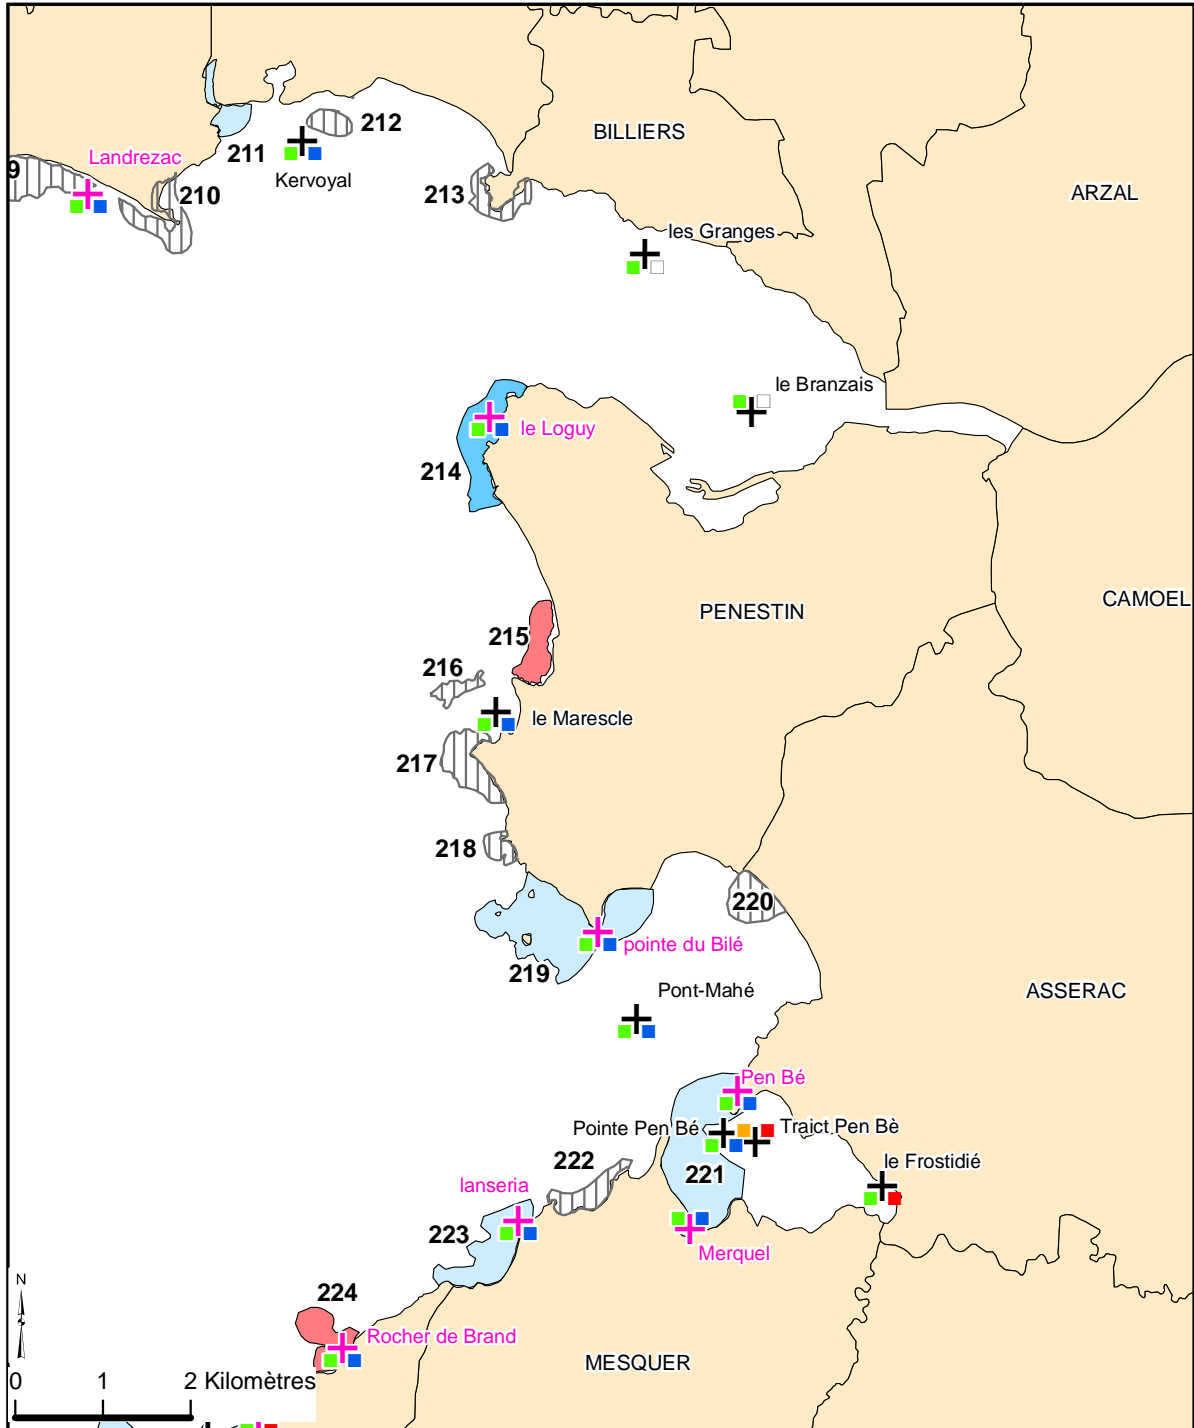 212
BILLIERS
211
Landrezac
9
Kervoyal
210
213
ARZAL
les Granges
le Branzais
le Loguy
214
CAMOEL
PENESTIN
215
216
le Marescle
217
218
220
pointe du Bilé
219
Pont-Mahé
ASSERAC
Pen Bé
Pointe Pen Bé
Traict Pen Bè
222
le Frostidié
221
lanseria
223
Merquel
N
224
Rocher de Brand
MESQUER
0 1 2 Kilomètres